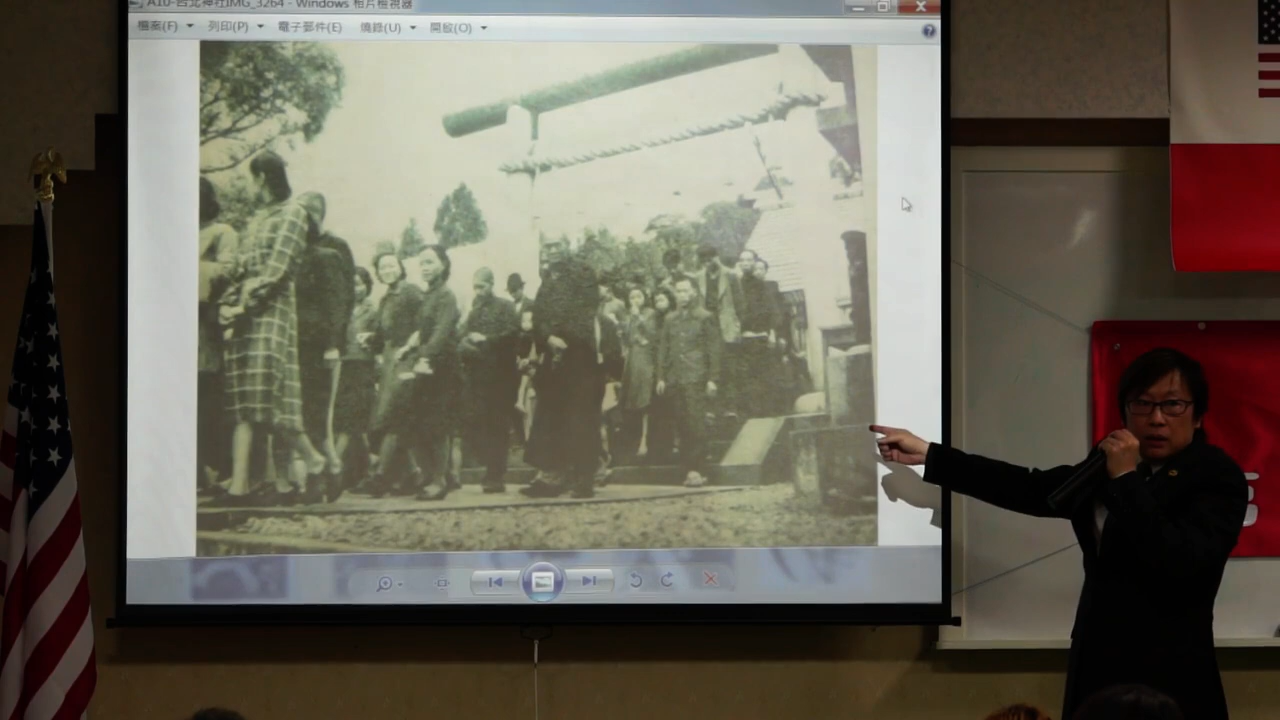 A10-台北神社IMG_3264 - Windows 相片檢視器
檔案(F) 列印(P) 電子郵件(E) 燒錄(U) 開啟(O)